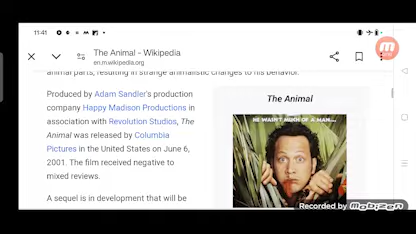 11:41
The Animal - Wikipedia
en.m.wikipedia.org
animal parts, resulting in strange animalistic changes to his behavior.
Produced by Adam Sandler's production
company Happy Madison Productions in
association with Revolution Studios, The
Animal was released by Columbia
Pictures in the United States on June 6,
2001. The film received negative to
mixed reviews.
A sequel is in development that will be
The Animal
HE WASN'T MUCH OF A MAN...
Recorded by Mobizen